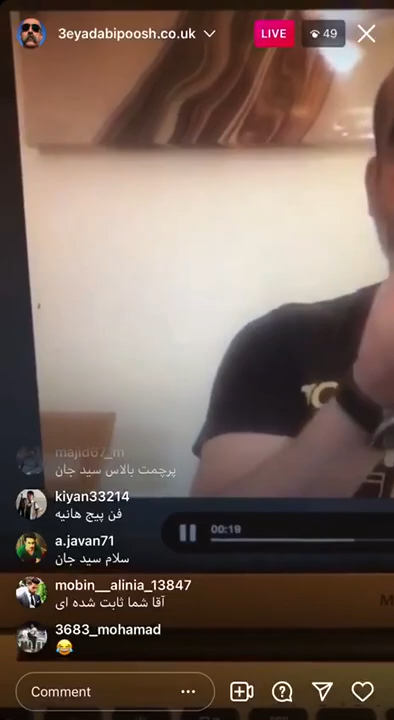 3eyadabipoosh.co.uk
LIVE
49
majid67_m
پرچمت بالاس سید جان
kiyan33214
فن پیج هانیه
00:19
a.javan71
سلام سید جان
mobin__alinia_13847
آقا شما ثابت شده ای
3683_mohamad
😂
Comment